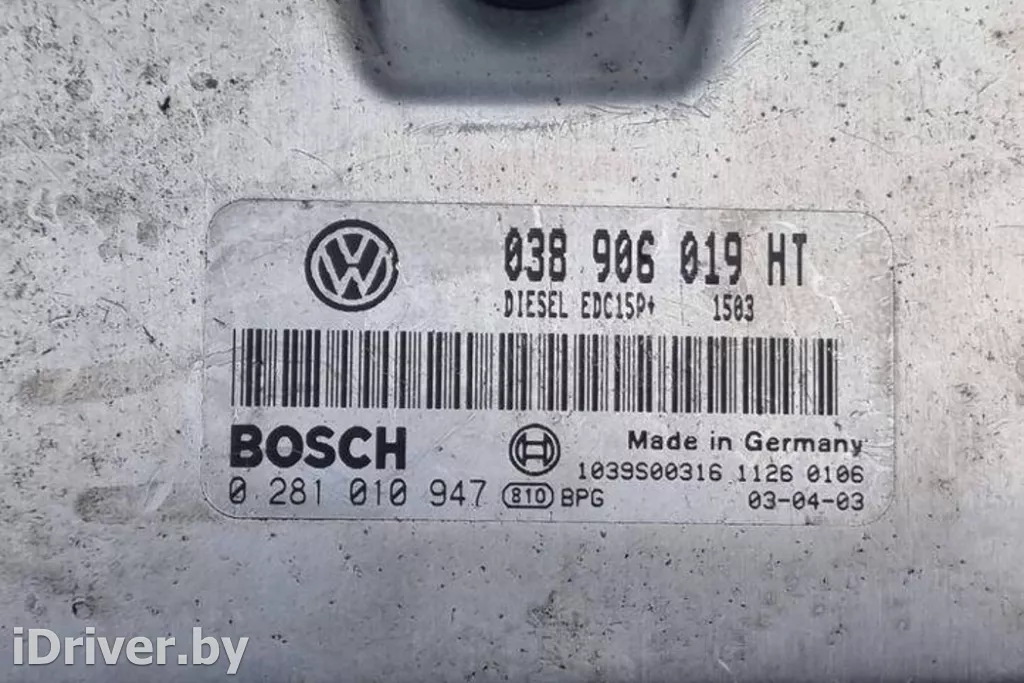 038 906 019 HT
DIESEL EDC15P+ 1503
BOSCH
Made in Germany
1039S00316 1126 0106
0 281 010 947 810 BPG 03-04-03
iDriver.by